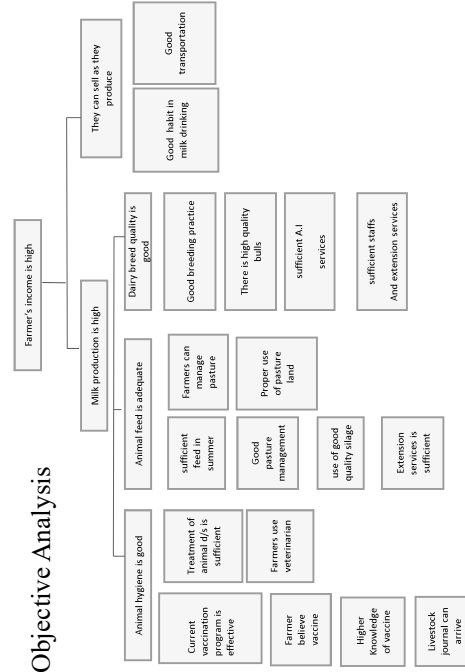 Objective Analysis
Farmer's income is high
Milk production is high
They can sell as they
produce
Animal hygiene is good
Animal feed is adequate
Dairy breed quality is
good
Good habit in
milk drinking
Good
transportation
Current
vaccination
program is
effective
Treatment of
animal d/s is
sufficient
Farmer
believe
vaccine
Farmers use
veterinarian
Higher
Knowledge
of vaccine
Livestock
journal can
arrive
sufficient
feed in
summer
Farmers can
manage
pasture
Good
pasture
management
Proper use
of pasture
land
use of good
quality silage
Extension
services is
sufficient
Good breeding practice
There is high quality
bulls
sufficient A.I
services
sufficient staffs
And extension services